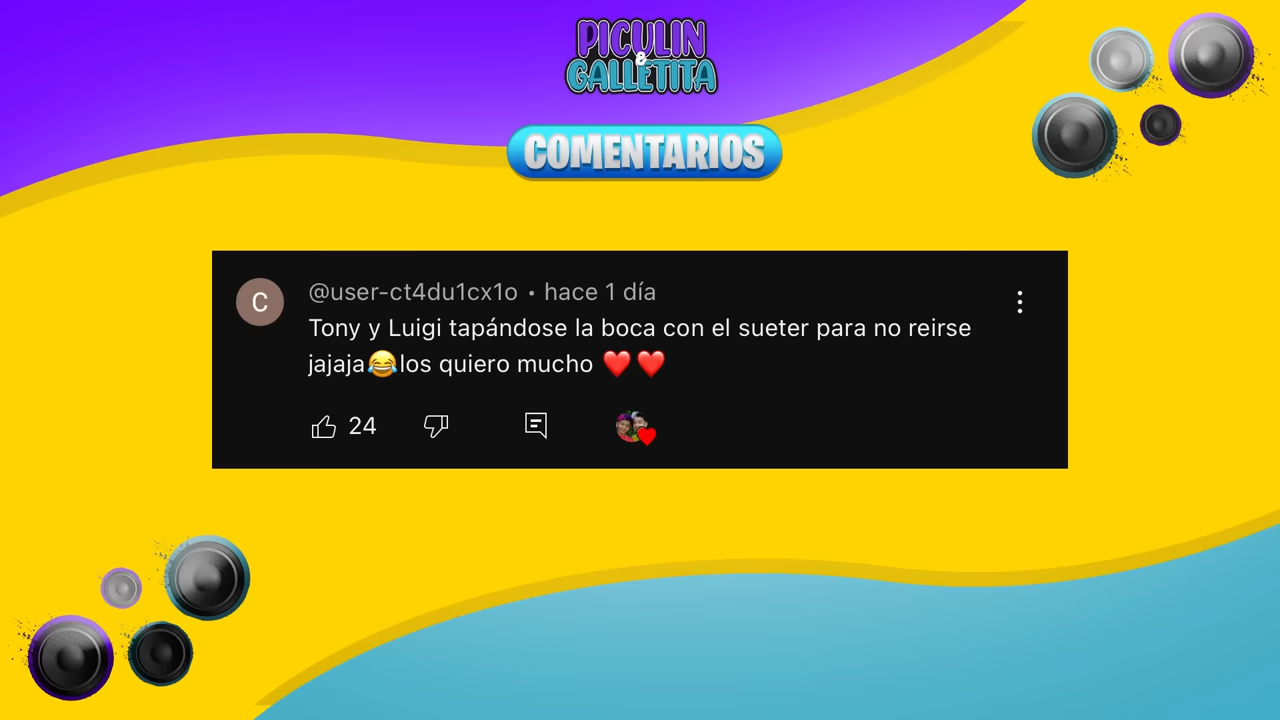 PICULIN
&
GALLETITA
COMENTARIOS
C
@user-ct4du1cx1o • hace 1 día
Tony y Luigi tapándose la boca con el sueter para no reirse
jajaja😂los quiero mucho ❤️❤️
24